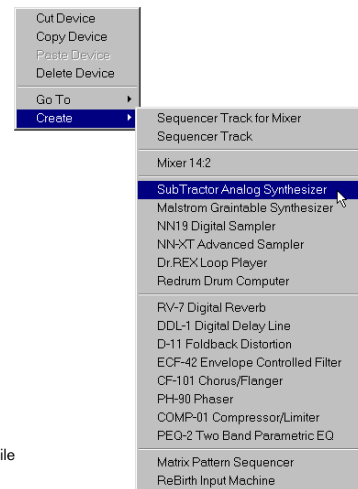 Cut Device
Copy Device
Paste Device
Delete Device
Go To
Create
Sequencer Track for Mixer
Sequencer Track
Mixer 14:2
SubTractor Analog Synthesizer
Malstrom Graintable Synthesizer
NN19 Digital Sampler
NN-XT Advanced Sampler
Dr.REX Loop Player
Redrum Drum Computer
RV-7 Digital Reverb
DDL-1 Digital Delay Line
D-11 Foldback Distortion
ECF-42 Envelope Controlled Filter
CF-101 Chorus/Flanger
PH-90 Phaser
COMP-01 Compressor/Limiter
PEQ-2 Two Band Parametric EQ
ile
Matrix Pattern Sequencer
ReBirth Input Machine